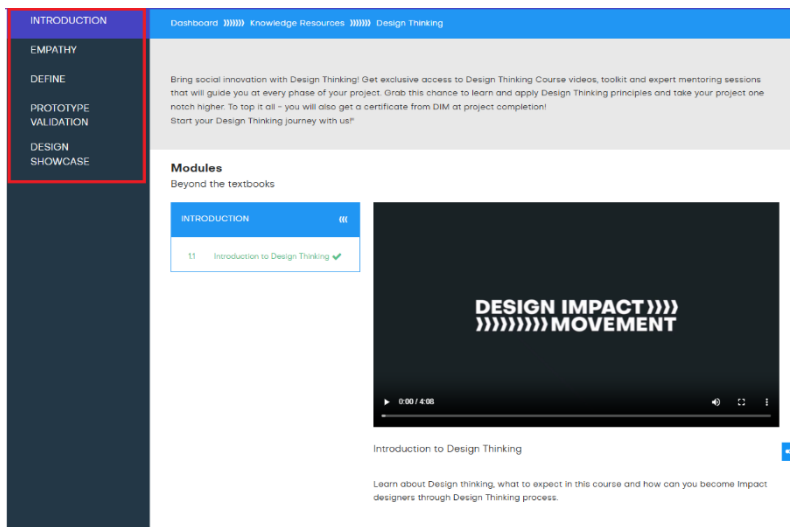 INTRODUCTION
EMPATHY
DEFINE
PROTOTYPE
VALIDATION
DESIGN
SHOWCASE
Dashboard ⟫⟫⟫⟫ Knowledge Resources ⟫⟫⟫⟫ Design Thinking
Bring social innovation with Design Thinking! Get exclusive access to Design Thinking Course videos, toolkit and expert mentoring sessions
that will guide you at every phase of your project. Grab this chance to learn and apply Design Thinking principles and take your project one
notch higher. To top it all - you will also get a certificate from DIM at project completion!
Start your Design Thinking journey with us!"
Modules
Beyond the textbooks
INTRODUCTION
1.1 Introduction to Design Thinking
DESIGN IMPACT))))
)))))))))MOVEMENT
0:00 / 4:08
Introduction to Design Thinking
Learn about Design thinking, what to expect in this course and how can you become Impact
designers through Design Thinking process.